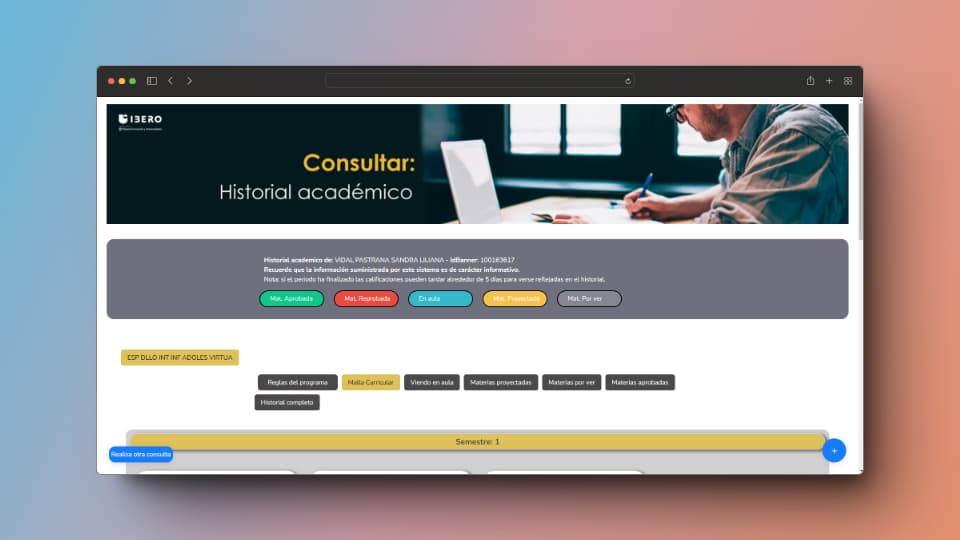 IBERO
Consultar:
Historial académico
Historial academico de: VIDAL PASTRANA SANDRA LILIANA - IdBanner: 100163617
Recuerde que la información suministrada por este sistema es de carácter informativo.
Nota: si el periodo ha finalizado las calificaciones pueden tardar alrededor de 5 días para verse reflejadas en el historial.
Mat. Aprobada
Mat. Reprobada
En aula
Mat. Proyectada
Mat. Por ver
ESP DLLO INT INF ADOLES VIRTUA
Reglas del programa
Malla Curricular
Viendo en aula
Materias proyectadas
Materias por ver
Materias aprobadas
Historial completo
Semestre: 1
Realiza otra consulta
+